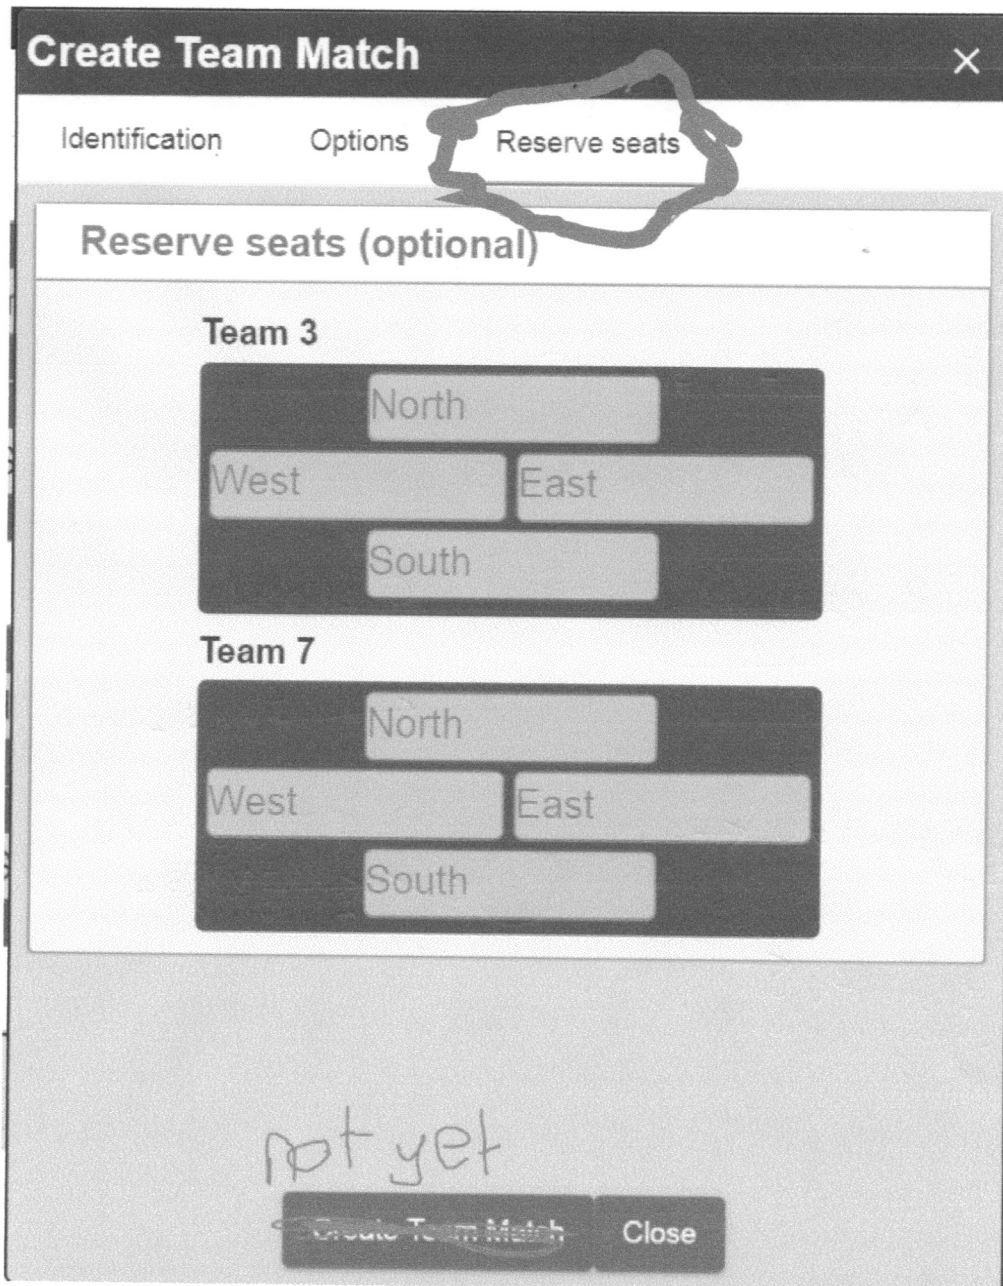 Create Team Match ×
Identification Options Reserve seats
Reserve seats (optional)
Team 3
North
West East
South
Team 7
North
West East
South
not yet
Create Team Match Close